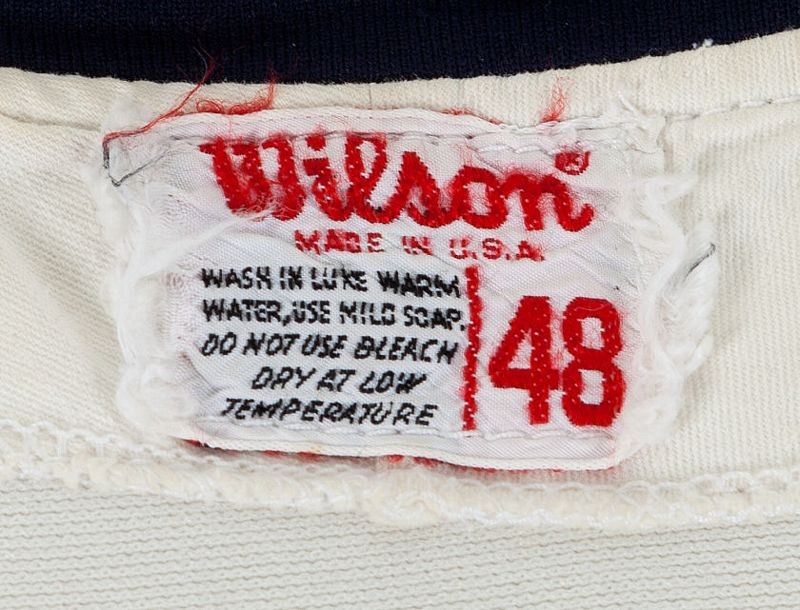 Wilson®
MADE IN U.S.A.
WASH IN LUKE WARM
WATER, USE MILD SOAP.
DO NOT USE BLEACH
DRY AT LOW
TEMPERATURE
48